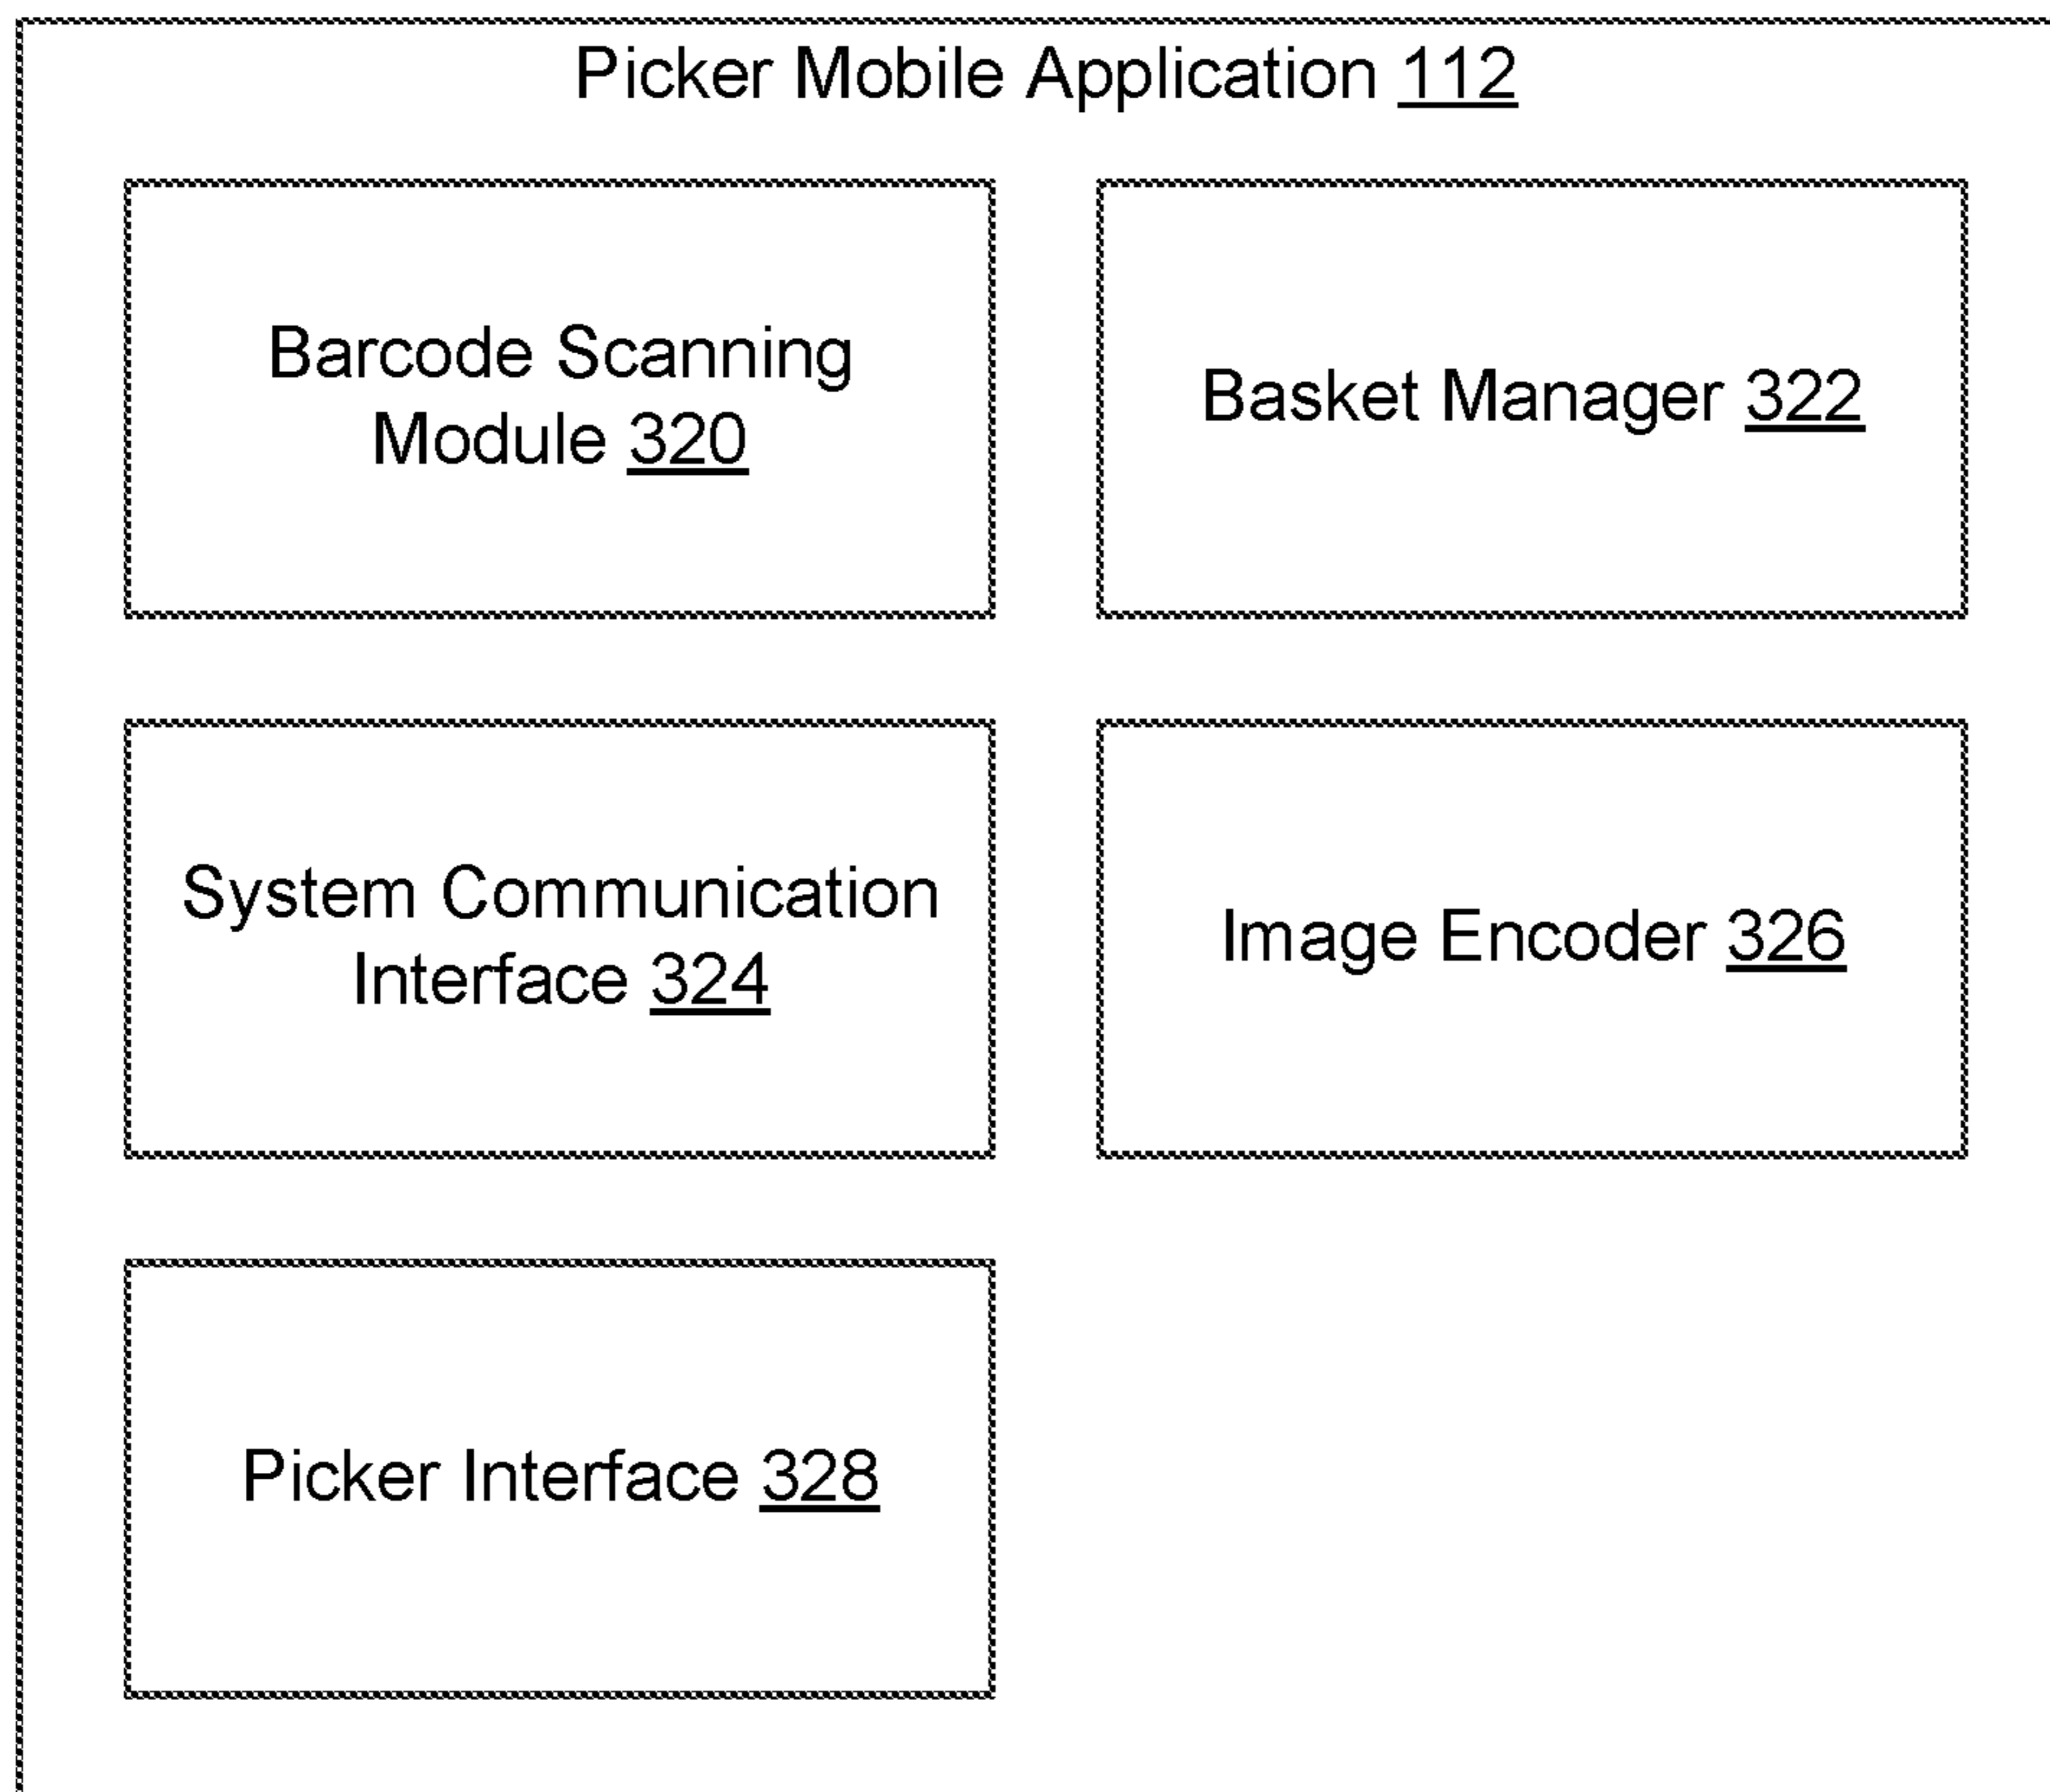 Picker Mobile Application 112
Barcode Scanning
Module 320
Basket Manager 322
System Communication
Interface 324
Image Encoder 326
Picker Interface 328